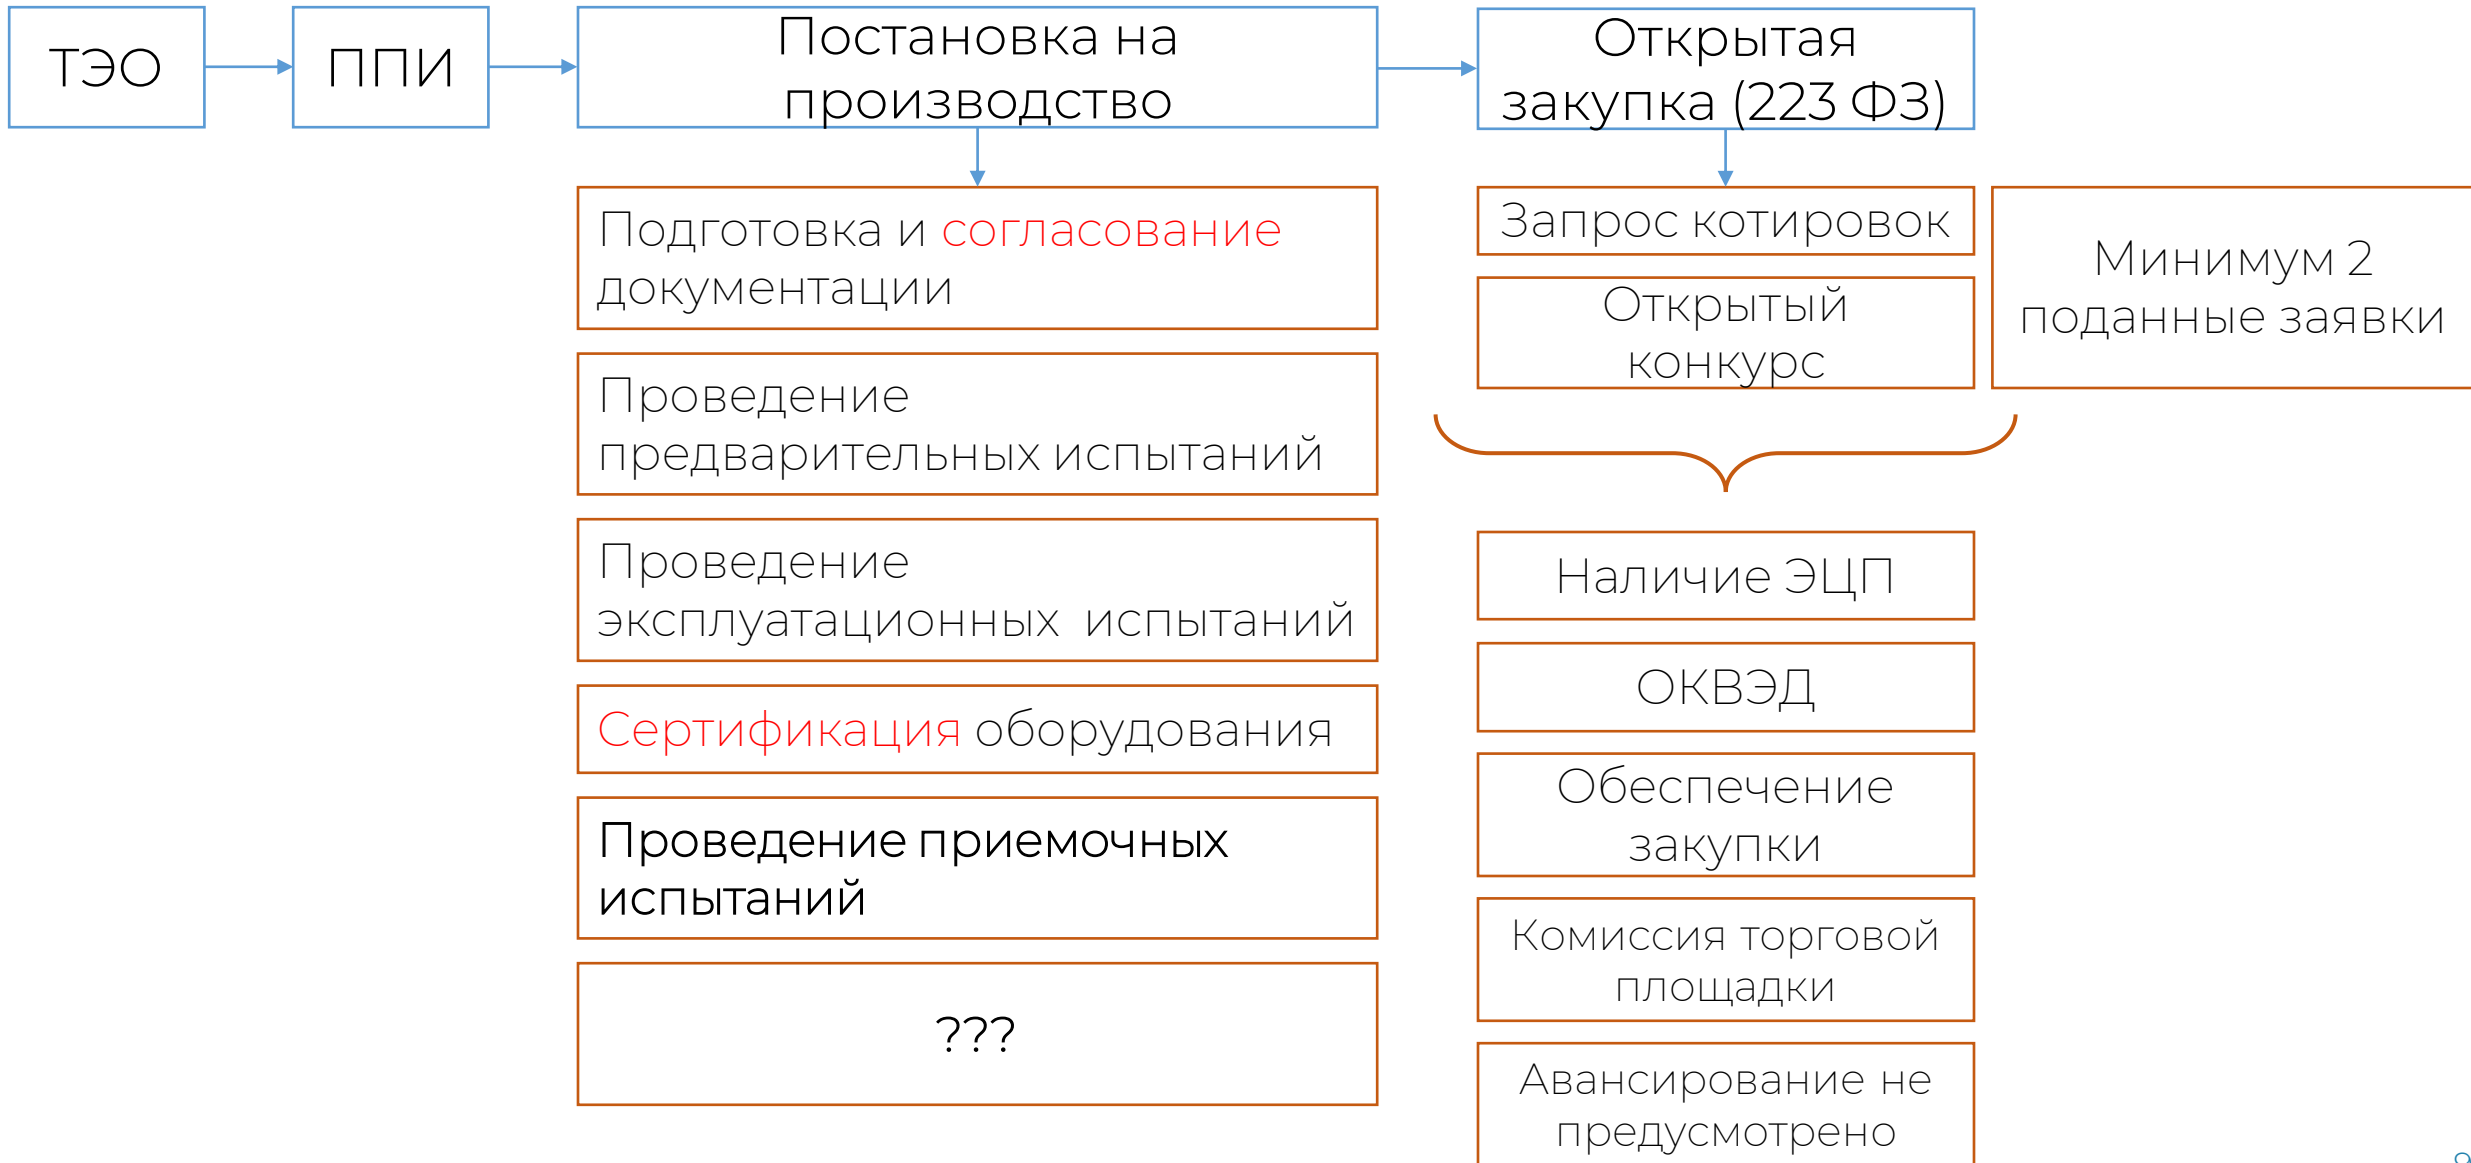 ТЭО
ППИ
Постановка на
производство
Открытая
закупка (223 ФЗ)
Подготовка и согласование
документации
Проведение
предварительных испытаний
Проведение
эксплуатационных испытаний
Сертификация оборудования
Проведение приемочных
испытаний
???
Запрос котировок
Открытый
конкурс
Минимум 2
поданные заявки
Наличие ЭЦП
ОКВЭД
Обеспечение
закупки
Комиссия торговой
площадки
Авансирование не
предусмотрено